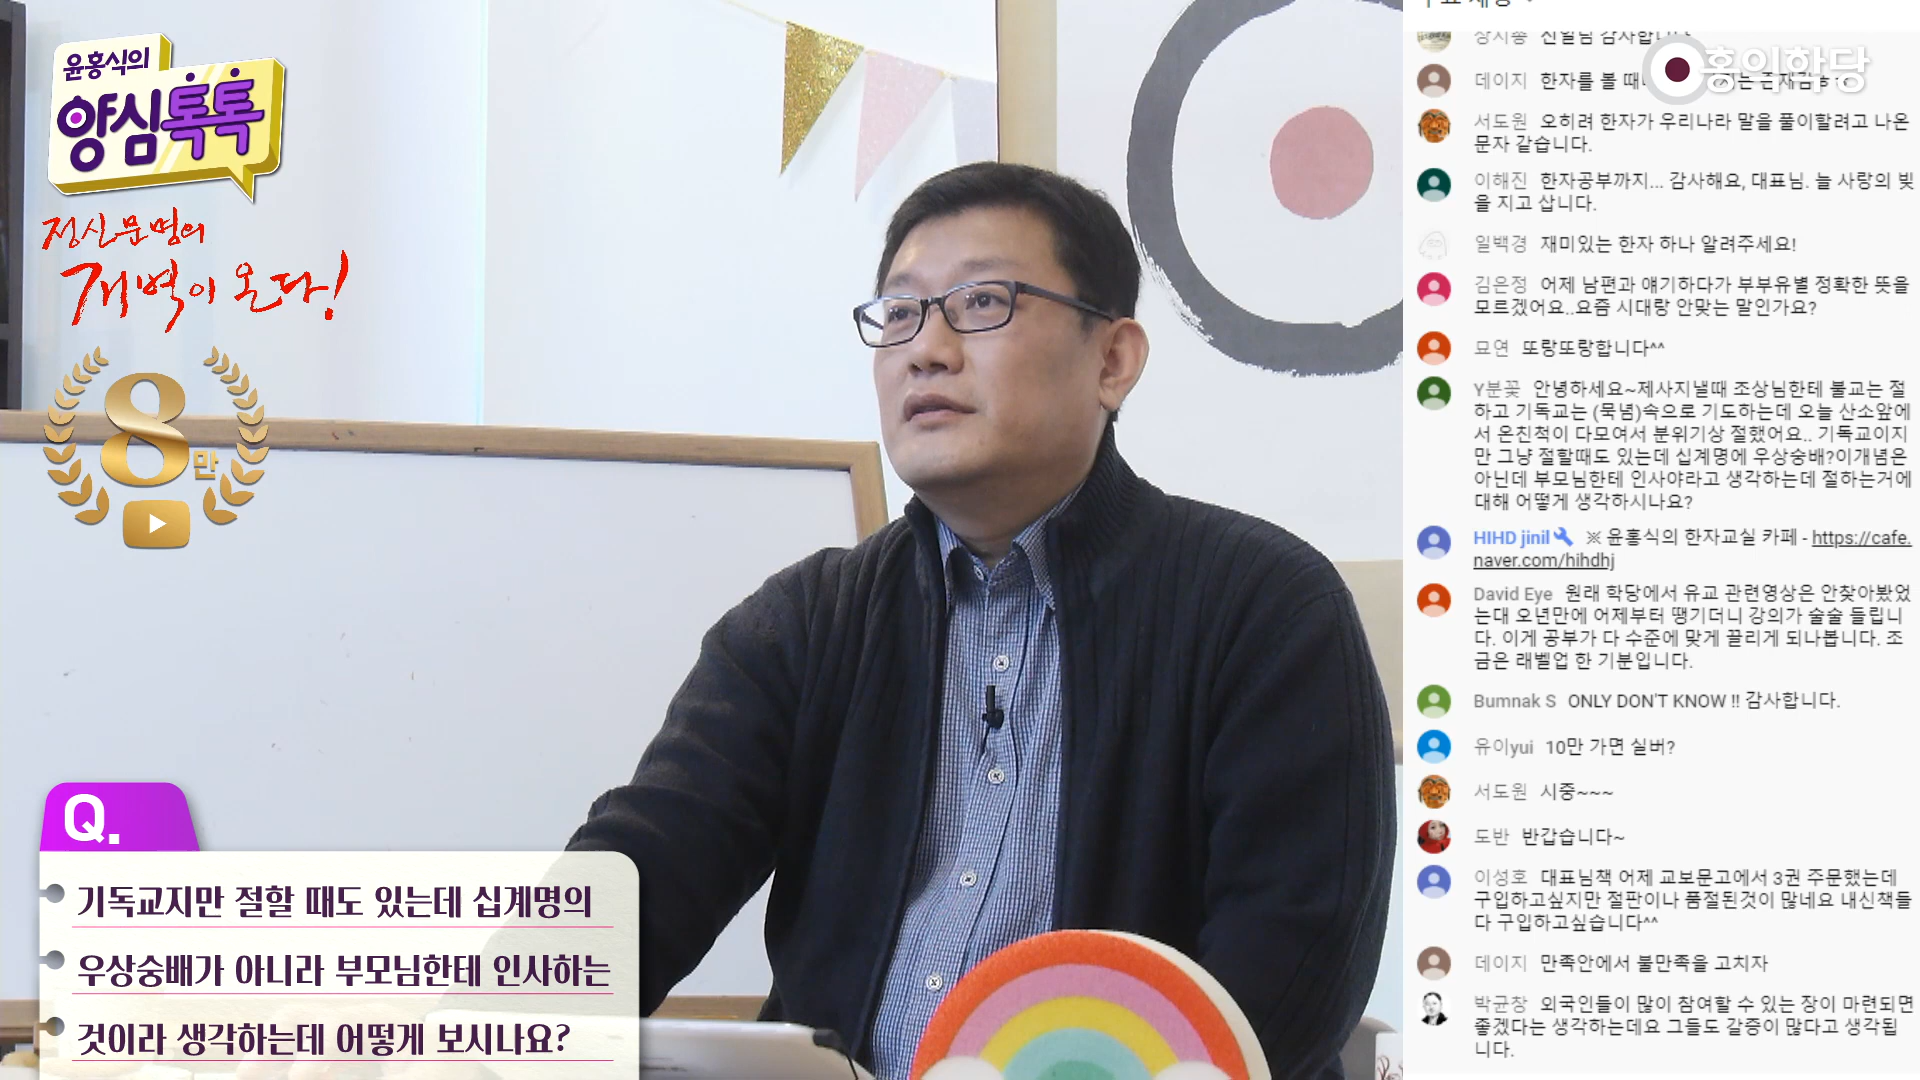 윤홍식의
양심톡톡
정신문명의
개벽이 온다!
8만
Q.
기독교지만 절할 때도 있는데 십계명의
우상숭배가 아니라 부모님한테 인사하는
것이라 생각하는데 어떻게 보시나요?
홍익학당
데이지 한자를 볼 때
서도원 오히려 한자가 우리나라 말을 풀이할려고 나온
문자 같습니다.
이해진 한자공부까지... 감사해요, 대표님. 늘 사랑의 빚
을 지고 삽니다.
일백경 재미있는 한자 하나 알려주세요!
김은정 어제 남편과 얘기하다가 부부유별 정확한 뜻을
모르겠어요..요즘 시대랑 안맞는 말인가요?
묘연 또랑또랑합니다^^
Y분꽃 안녕하세요~제사지낼때 조상님한테 불교는 절
하고 기독교는 (묵념)속으로 기도하는데 오늘 산소앞에
서 온친척이 다모여서 분위기상 절했어요.. 기독교이지
만 그냥 절할때도 있는데 십계명에 우상숭배?이개념은
아닌데 부모님한테 인사야라고 생각하는데 절하는거에
대해 어떻게 생각하시나요?
HIHD jinil ※ 윤홍식의 한자교실 카페 - https://cafe.
naver.com/hihdhj
David Eye 원래 학당에서 유교 관련영상은 안찾아봤었
는대 오년만에 어제부터 땡기더니 강의가 술술 들립니
다. 이게 공부가 다 수준에 맞게 끌리게 되나봅니다. 조
금은 래벨업 한 기분입니다.
Bumnak S ONLY DON'T KNOW !! 감사합니다.
유이yui 10만 가면 실버?
서도원 시중~~~
도반 반갑습니다~
이성호 대표님책 어제 교보문고에서 3권 주문했는데
구입하고싶지만 절판이나 품절된것이 많네요 내신책들
다 구입하고싶습니다^^
데이지 만족안에서 불만족을 고치자
박균창 외국인들이 많이 참여할 수 있는 장이 마련되면
좋겠다는 생각하는데요 그들도 갈증이 많다고 생각됩
니다.